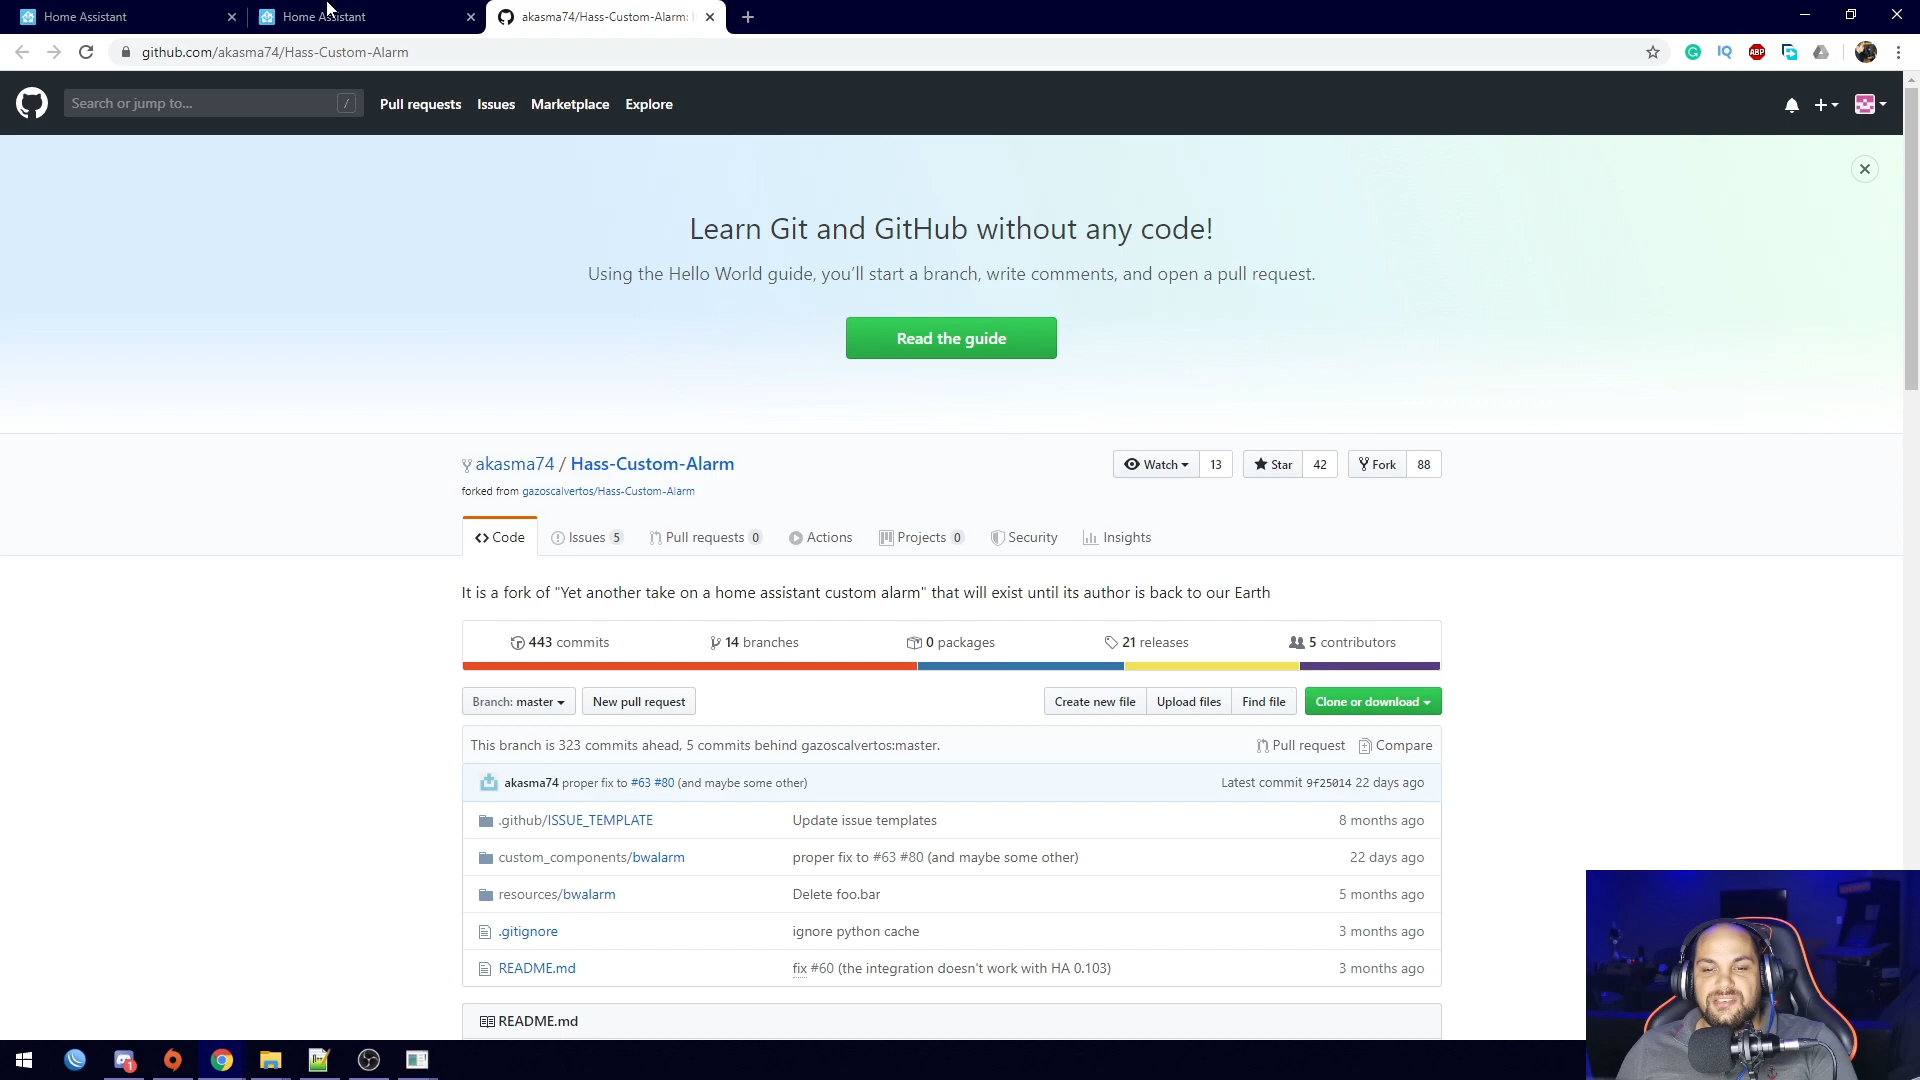 Home Assistant
Home Assistant
akasma74/Hass-Custom-Alarm:
github.com/akasma74/Hass-Custom-Alarm
IQ
ABP
Search or jump to...
/
Pull requests
Issues
Marketplace
Explore
Learn Git and GitHub without any code!
Using the Hello World guide, you’ll start a branch, write comments, and open a pull request.
Read the guide
akasma74 / Hass-Custom-Alarm
Watch 13
Star 42
Fork 88
forked from gazoscalvertos/Hass-Custom-Alarm
Code
Issues 5
Pull requests 0
Actions
Projects 0
Security
Insights
It is a fork of "Yet another take on a home assistant custom alarm" that will exist until its author is back to our Earth
443 commits
14 branches
0 packages
21 releases
5 contributors
Branch: master
New pull request
Create new file
Upload files
Find file
Clone or download
This branch is 323 commits ahead, 5 commits behind gazoscalvertos:master.
Pull request
Compare
akasma74 proper fix to #63 #80 (and maybe some other)
Latest commit 9f25014 22 days ago
.github/ISSUE_TEMPLATE
Update issue templates
8 months ago
custom_components/bwalarm
proper fix to #63 #80 (and maybe some other)
22 days ago
resources/bwalarm
Delete foo.bar
5 months ago
.gitignore
ignore python cache
3 months ago
README.md
fix #60 (the integration doesn't work with HA 0.103)
3 months ago
README.md
1